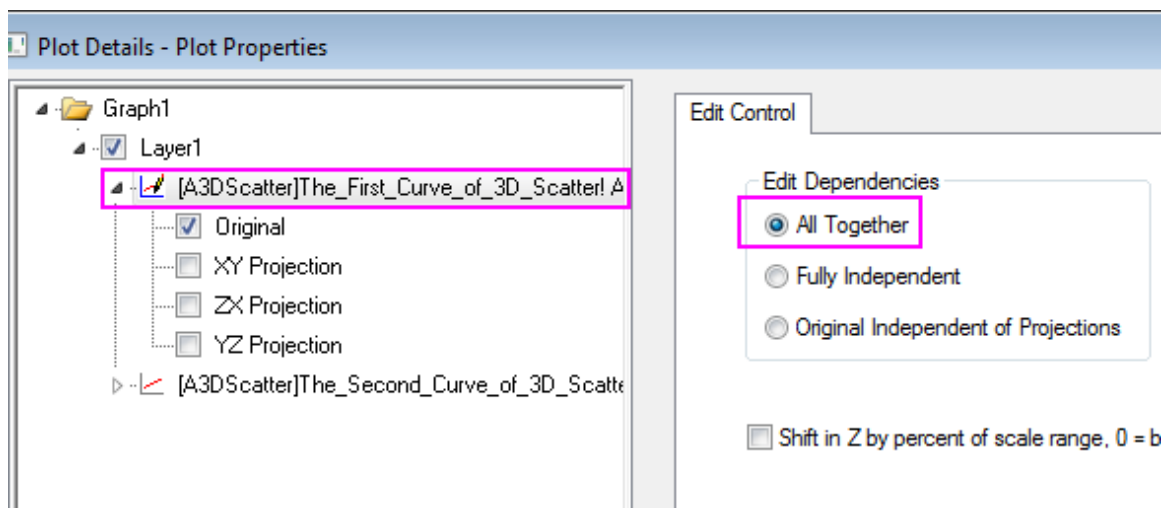 Plot Details - Plot Properties
Graph1
Layer1
[A3DScatter]The_First_Curve_of_3D_Scatter! A
Original
XY Projection
ZX Projection
YZ Projection
[A3DScatter]The_Second_Curve_of_3D_Scatte
Edit Control
Edit Dependencies
All Together
Fully Independent
Original Independent of Projections
Shift in Z by percent of scale range, 0 = b